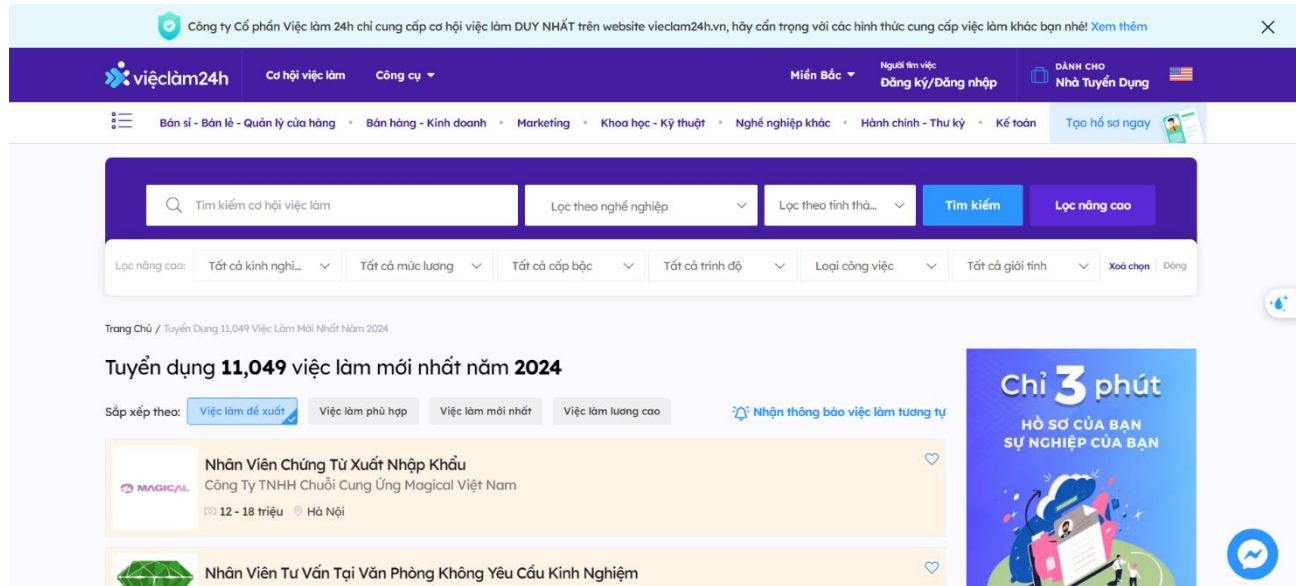 Công ty Cổ phần Việc làm 24h chỉ cung cấp cơ hội việc làm DUY NHẤT trên website vieclam24h.vn, hãy cẩn trọng với các hình thức cung cấp việc làm khác bạn nhé! Xem thêm
việclàm24h
Cơ hội việc làm
Công cụ
Miền Bắc
Người tìm việc
Đăng ký/Đăng nhập
DÀNH CHO
Nhà Tuyển Dụng
Bán sỉ - Bán lẻ - Quản lý cửa hàng
Bán hàng - Kinh doanh
Marketing
Khoa học - Kỹ thuật
Nghề nghiệp khác
Hành chính - Thư ký
Kế toán
Tạo hồ sơ ngay
Tìm kiếm cơ hội việc làm
Lọc theo nghề nghiệp
Lọc theo tỉnh thà...
Tìm kiếm
Lọc nâng cao
Lọc nâng cao:
Tất cả kinh nghi...
Tất cả mức lương
Tất cả cấp bậc
Tất cả trình độ
Loại công việc
Tất cả giới tính
Xoá chọn
Đóng
Trang Chủ / Tuyển Dụng 11,049 Việc Làm Mới Nhất Năm 2024
Tuyển dụng 11,049 việc làm mới nhất năm 2024
Sắp xếp theo:
Việc làm đề xuất
Việc làm phù hợp
Việc làm mới nhất
Việc làm lương cao
Nhận thông báo việc làm tương tự
MAGICAL
Nhân Viên Chứng Từ Xuất Nhập Khẩu
Công Ty TNHH Chuỗi Cung Ứng Magical Việt Nam
12 - 18 triệu
Hà Nội
Nhân Viên Tư Vấn Tại Văn Phòng Không Yêu Cầu Kinh Nghiệm
Chỉ 3 phút
HỒ SƠ CỦA BẠN
SỰ NGHIỆP CỦA BẠN